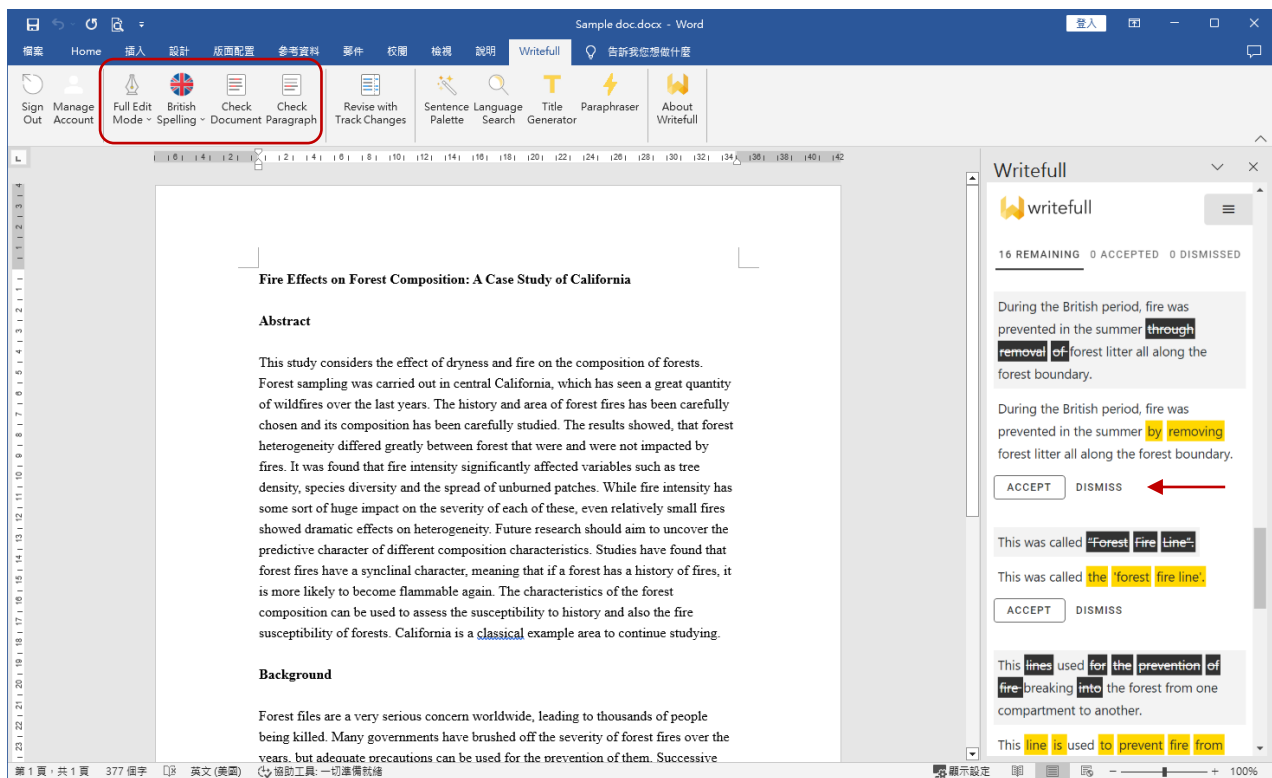 Sample doc.docx - Word
登入
檔案 Home 插入 設計 版面配置 參考資料 郵件 校閱 檢視 說明 Writefull 告訴我您想做什麼
Sign Out
Manage Account
Full Edit Mode
British Spelling
Check Document
Check Paragraph
Revise with Track Changes
Sentence Palette
Language Search
Title Generator
Paraphraser
About Writefull
Fire Effects on Forest Composition: A Case Study of California
Abstract
This study considers the effect of dryness and fire on the composition of forests.
Forest sampling was carried out in central California, which has seen a great quantity
of wildfires over the last years. The history and area of forest fires has been carefully
chosen and its composition has been carefully studied. The results showed, that forest
heterogeneity differed greatly between forest that were and were not impacted by
fires. It was found that fire intensity significantly affected variables such as tree
density, species diversity and the spread of unburned patches. While fire intensity has
some sort of huge impact on the severity of each of these, even relatively small fires
showed dramatic effects on heterogeneity. Future research should aim to uncover the
predictive character of different composition characteristics. Studies have found that
forest fires have a synclinal character, meaning that if a forest has a history of fires, it
is more likely to become flammable again. The characteristics of the forest
composition can be used to assess the susceptibility to history and also the fire
susceptibility of forests. California is a classical example area to continue studying.
Background
Forest files are a very serious concern worldwide, leading to thousands of people
being killed. Many governments have brushed off the severity of forest fires over the
years, but adequate precautions can be used for the prevention of them. Successive
Writefull
writefull
16 REMAINING 0 ACCEPTED 0 DISMISSED
During the British period, fire was
prevented in the summer through
removal of forest litter all along the
forest boundary.
During the British period, fire was
prevented in the summer by removing
forest litter all along the forest boundary.
ACCEPT DISMISS
This was called "Forest Fire Line".
This was called the 'forest fire line'.
ACCEPT DISMISS
This lines used for the prevention of
fire breaking into the forest from one
compartment to another.
This line is used to prevent fire from
第 1 頁，共 1 頁 377 個字 英文 (美國) 協助工具: 一切準備就緒 顯示設定 100%